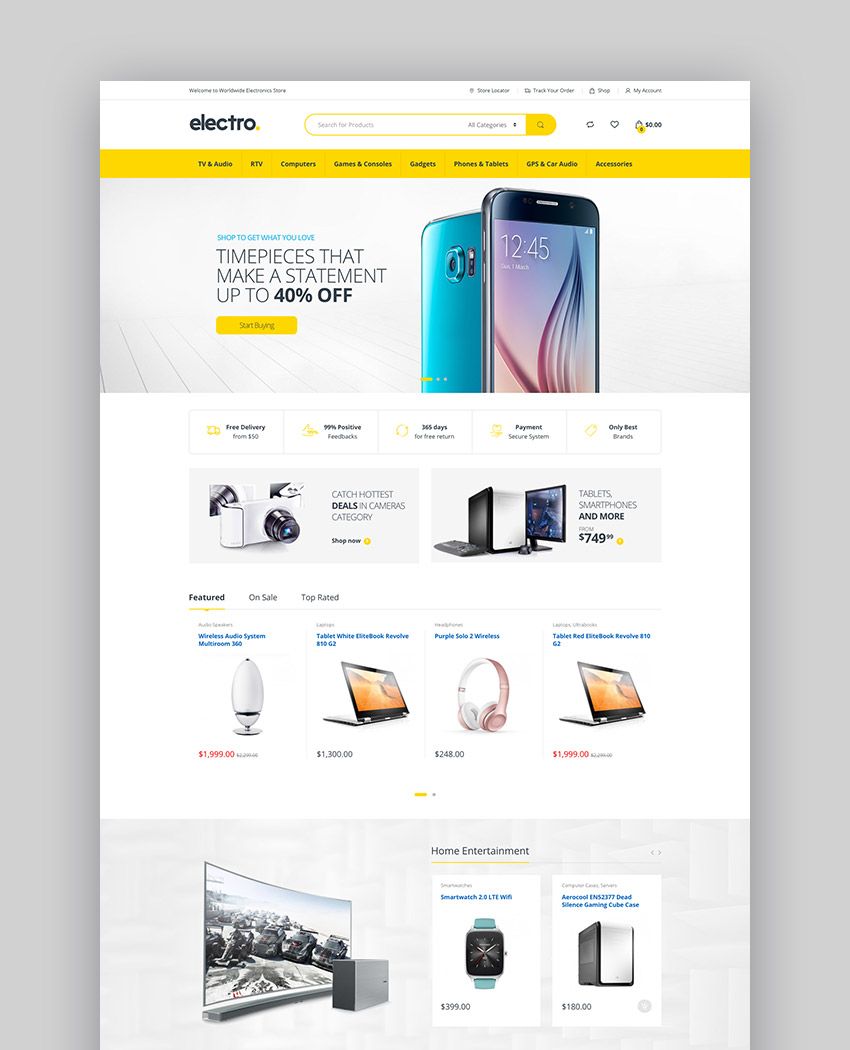 Welcome to Worldwide Electronics Store
Store Locator
Track Your Order
Shop
My Account
electro.
Search for Products
All Categories
0
$0.00
TV & Audio
RTV
Computers
Games & Consoles
Gadgets
Phones & Tablets
GPS & Car Audio
Accessories
SHOP TO GET WHAT YOU LOVE
TIMEPIECES THAT
MAKE A STATEMENT
UP TO 40% OFF
Start Buying
12:45
Dus, 1 March
Free Delivery
from $50
99% Positive
Feedbacks
365 days
for free return
Payment
Secure System
Only Best
Brands
CATCH HOTTEST
DEALS IN CAMERAS
CATEGORY
Shop now
TABLETS,
SMARTPHONES
AND MORE
FROM
$749.99
Featured
On Sale
Top Rated
Audio Speakers
Wireless Audio System
Multiroom 360
$1,999.00 $2,299.00
Laptops
Tablet White EliteBook Revolve
810 G2
$1,300.00
Headphones
Purple Solo 2 Wireless
$248.00
Laptops, Ultrabooks
Tablet Red EliteBook Revolve 810
G2
$1,999.00 $2,299.00
Home Entertainment
Smartwatches
Smartwatch 2.0 LTE Wifi
$399.00
Computer Cases, Servers
Aerocool EN52377 Dead
Silence Gaming Cube Case
$180.00